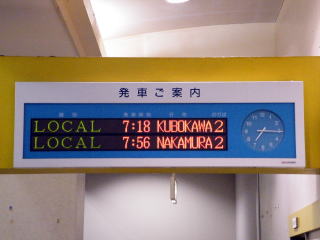 発車ご案内
LOCAL 7:18 KUBOKAWA 2
LOCAL 7:56 NAKAMURA 2